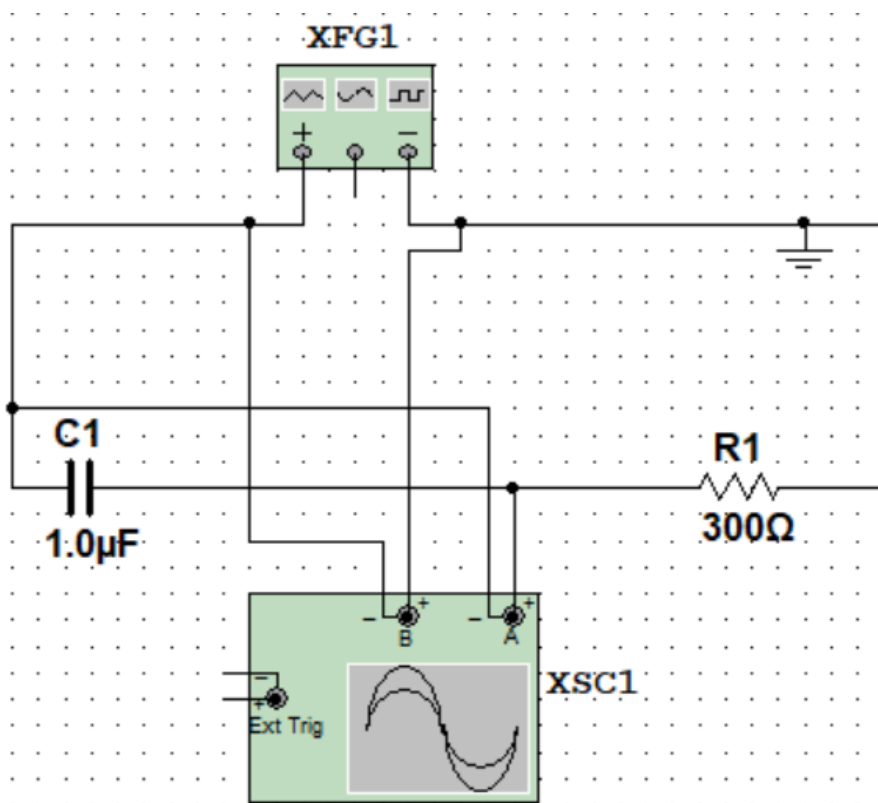 XFG1
+ −
C1
1.0µF
R1
300Ω
− + − +
B A
XSC1
−
+
Ext Trig